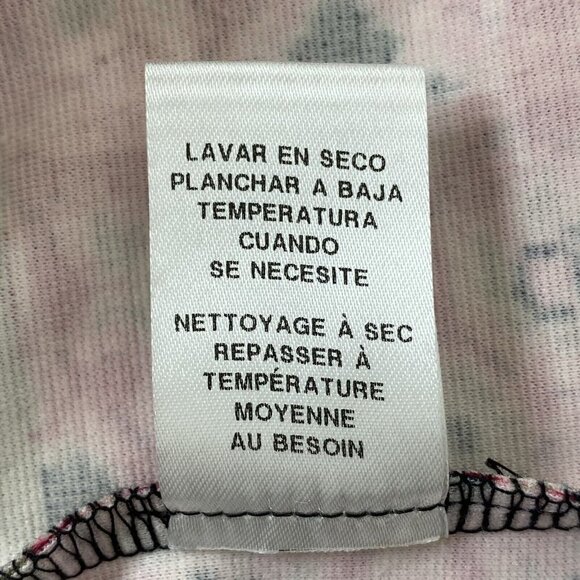 LAVAR EN SECO
PLANCHAR A BAJA
TEMPERATURA
CUANDO
SE NECESITE
NETTOYAGE À SEC
REPASSER À
TEMPÉRATURE
MOYENNE
AU BESOIN